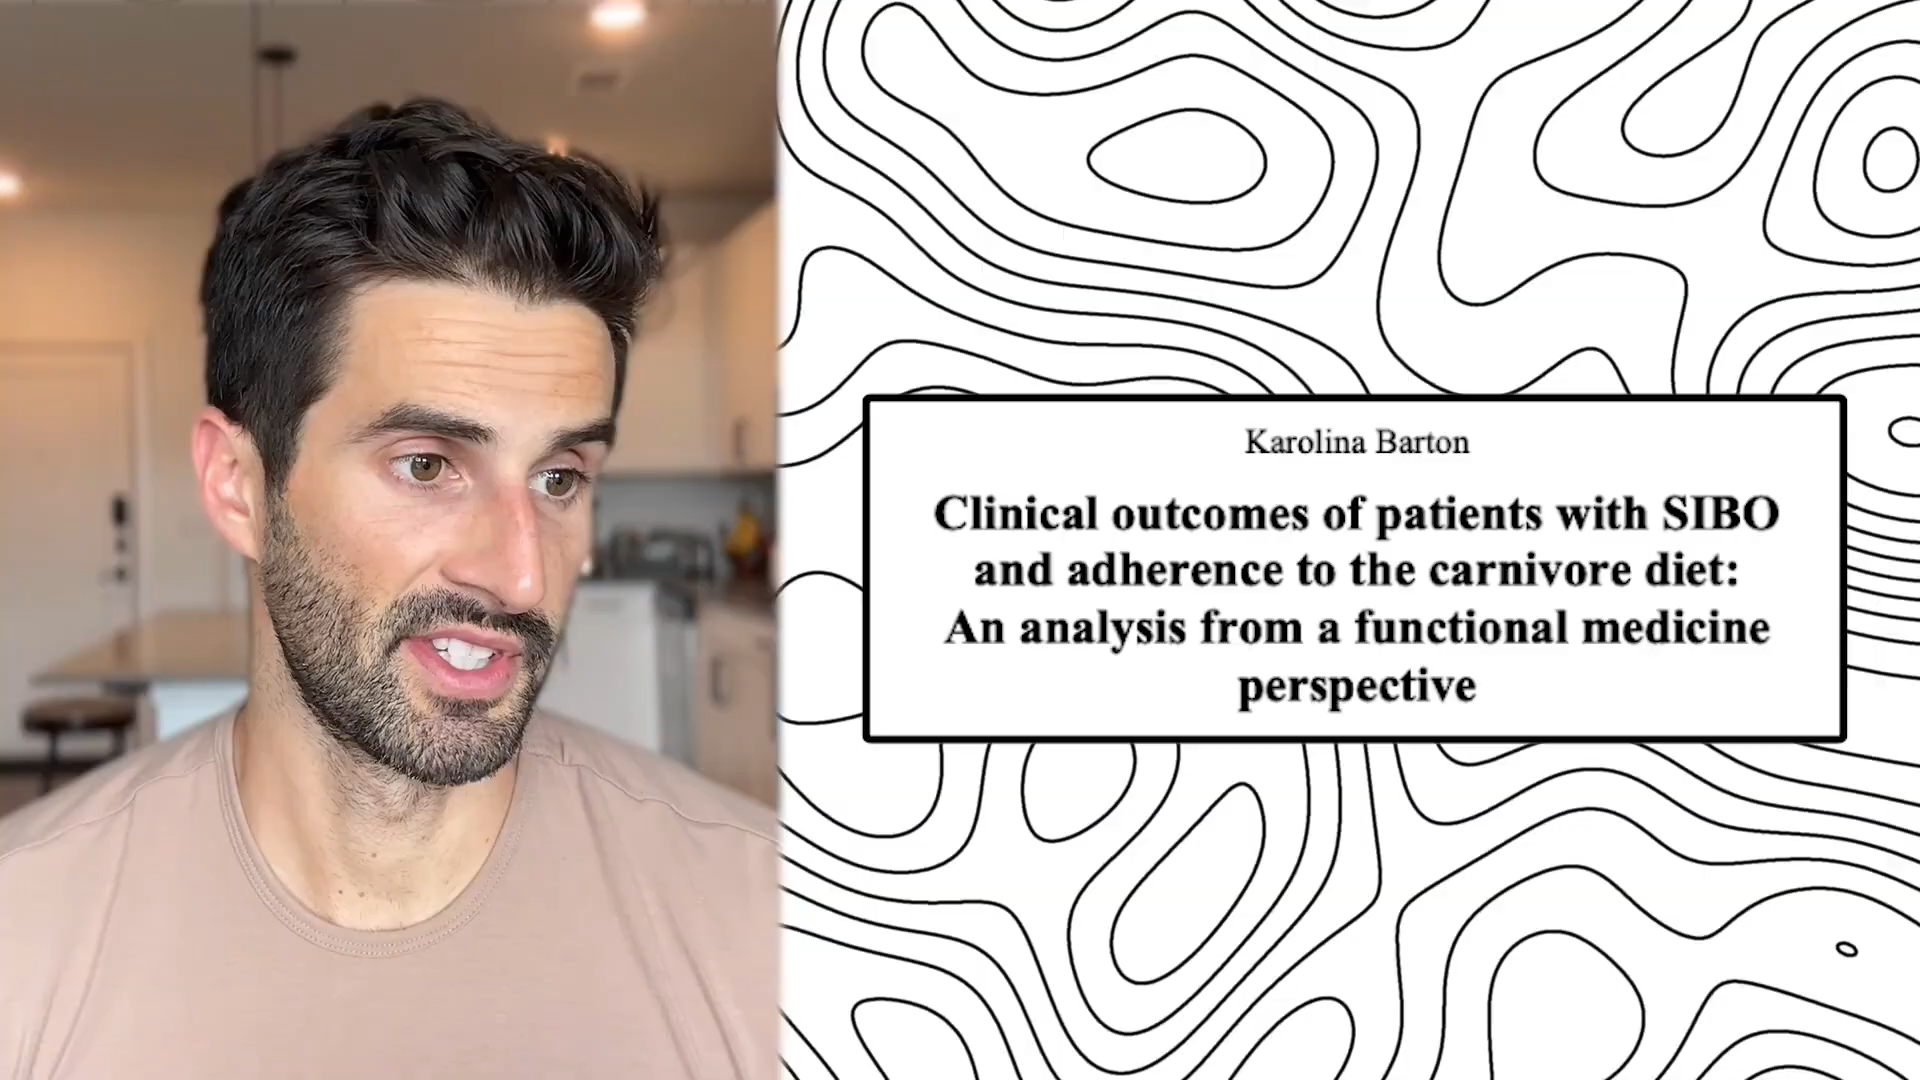 Karolina Barton
Clinical outcomes of patients with SIBO
and adherence to the carnivore diet:
An analysis from a functional medicine
perspective